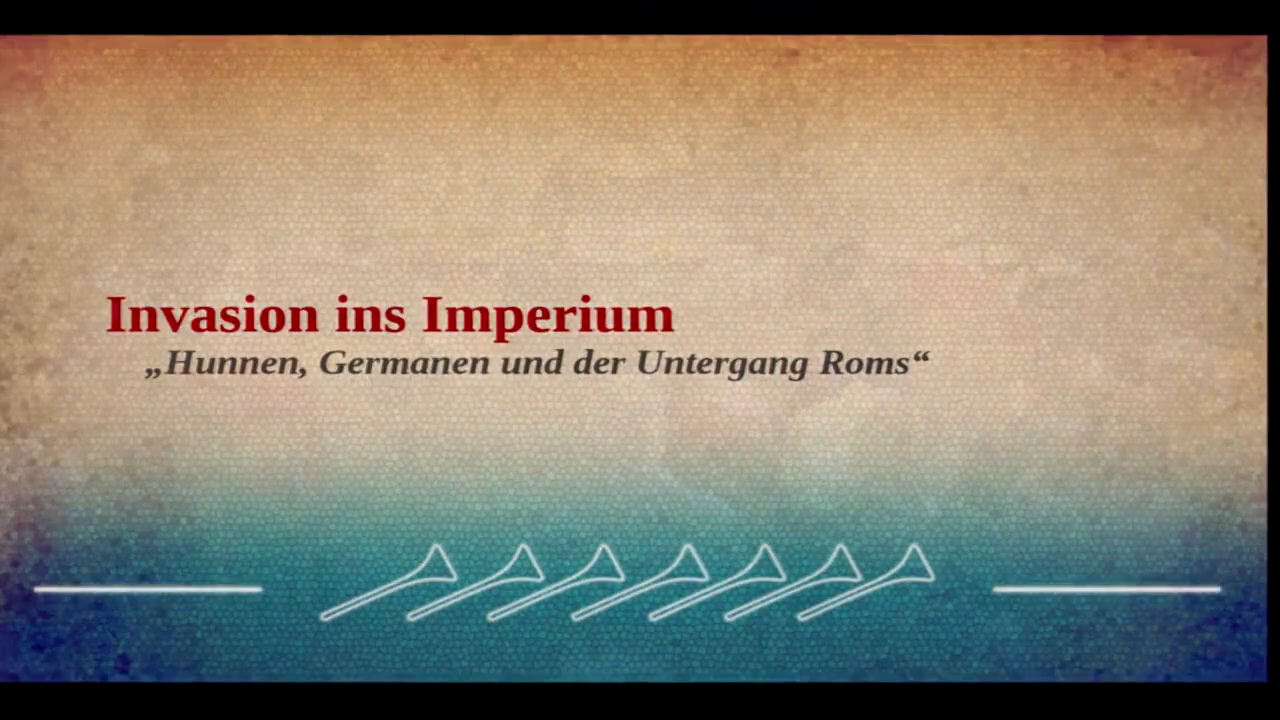 Invasion ins Imperium
„Hunnen, Germanen und der Untergang Roms“